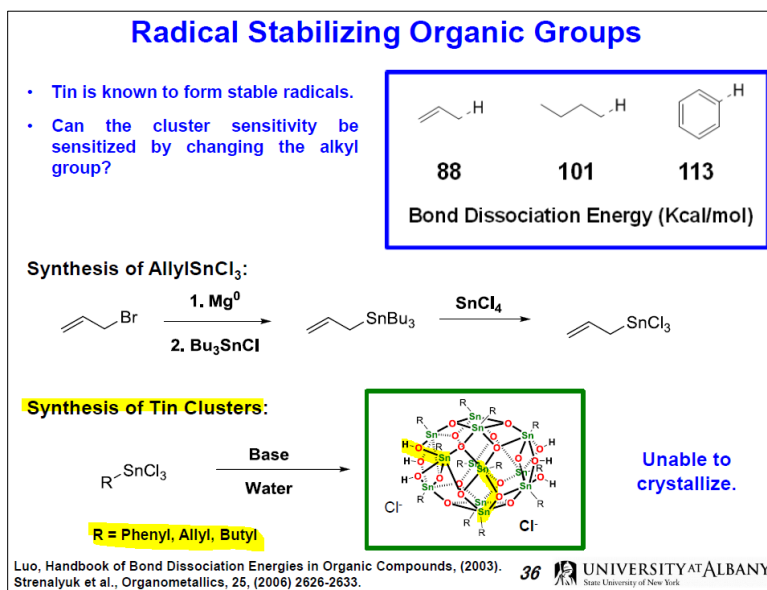 Radical Stabilizing Organic Groups
• Tin is known to form stable radicals.
• Can the cluster sensitivity be
sensitized by changing the alkyl
group?
H H H
88 101 113
Bond Dissociation Energy (Kcal/mol)
Synthesis of AllylSnCl₃:
Br
1. Mg⁰
2. Bu₃SnCl
SnBu₃
SnCl₄
SnCl₃
Synthesis of Tin Clusters:
R SnCl₃
Base
Water
R = Phenyl, Allyl, Butyl
Cl⁻
Cl⁻
Unable to
crystallize.
Luo, Handbook of Bond Dissociation Energies in Organic Compounds, (2003).
Strenalyuk et al., Organometallics, 25, (2006) 2626-2633.
36
UNIVERSITY AT ALBANY
State University of New York